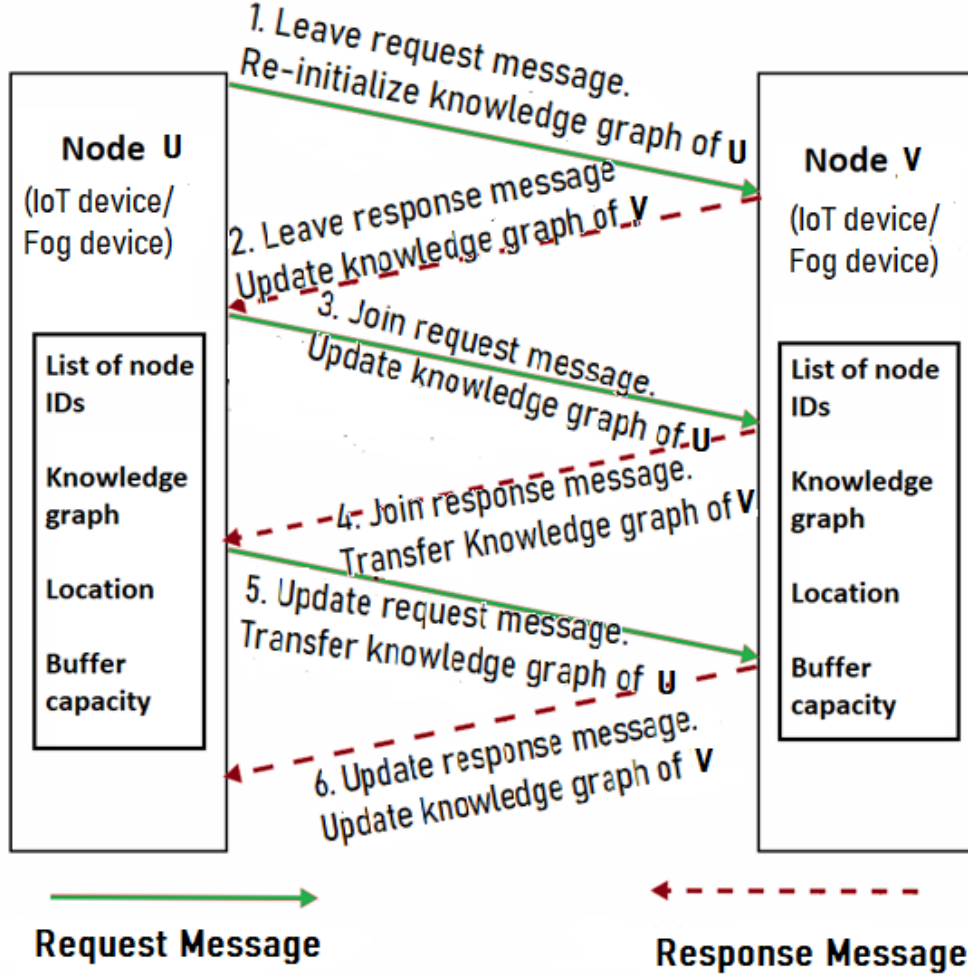 1. Leave request message.
Re-initialize knowledge graph of U
Node U
(IoT device/
Fog device)
Node V
(IoT device/
Fog device)
2. Leave response message
Update knowledge graph of V
3. Join request message.
Update knowledge graph of U
List of node
IDs
Knowledge
graph
Location
Buffer
capacity
List of node
IDs
Knowledge
graph
Location
Buffer
capacity
4. Join response message.
Transfer Knowledge graph of V
5. Update request message.
Transfer knowledge graph of U
6. Update response message.
Update knowledge graph of V
Request Message
Response Message